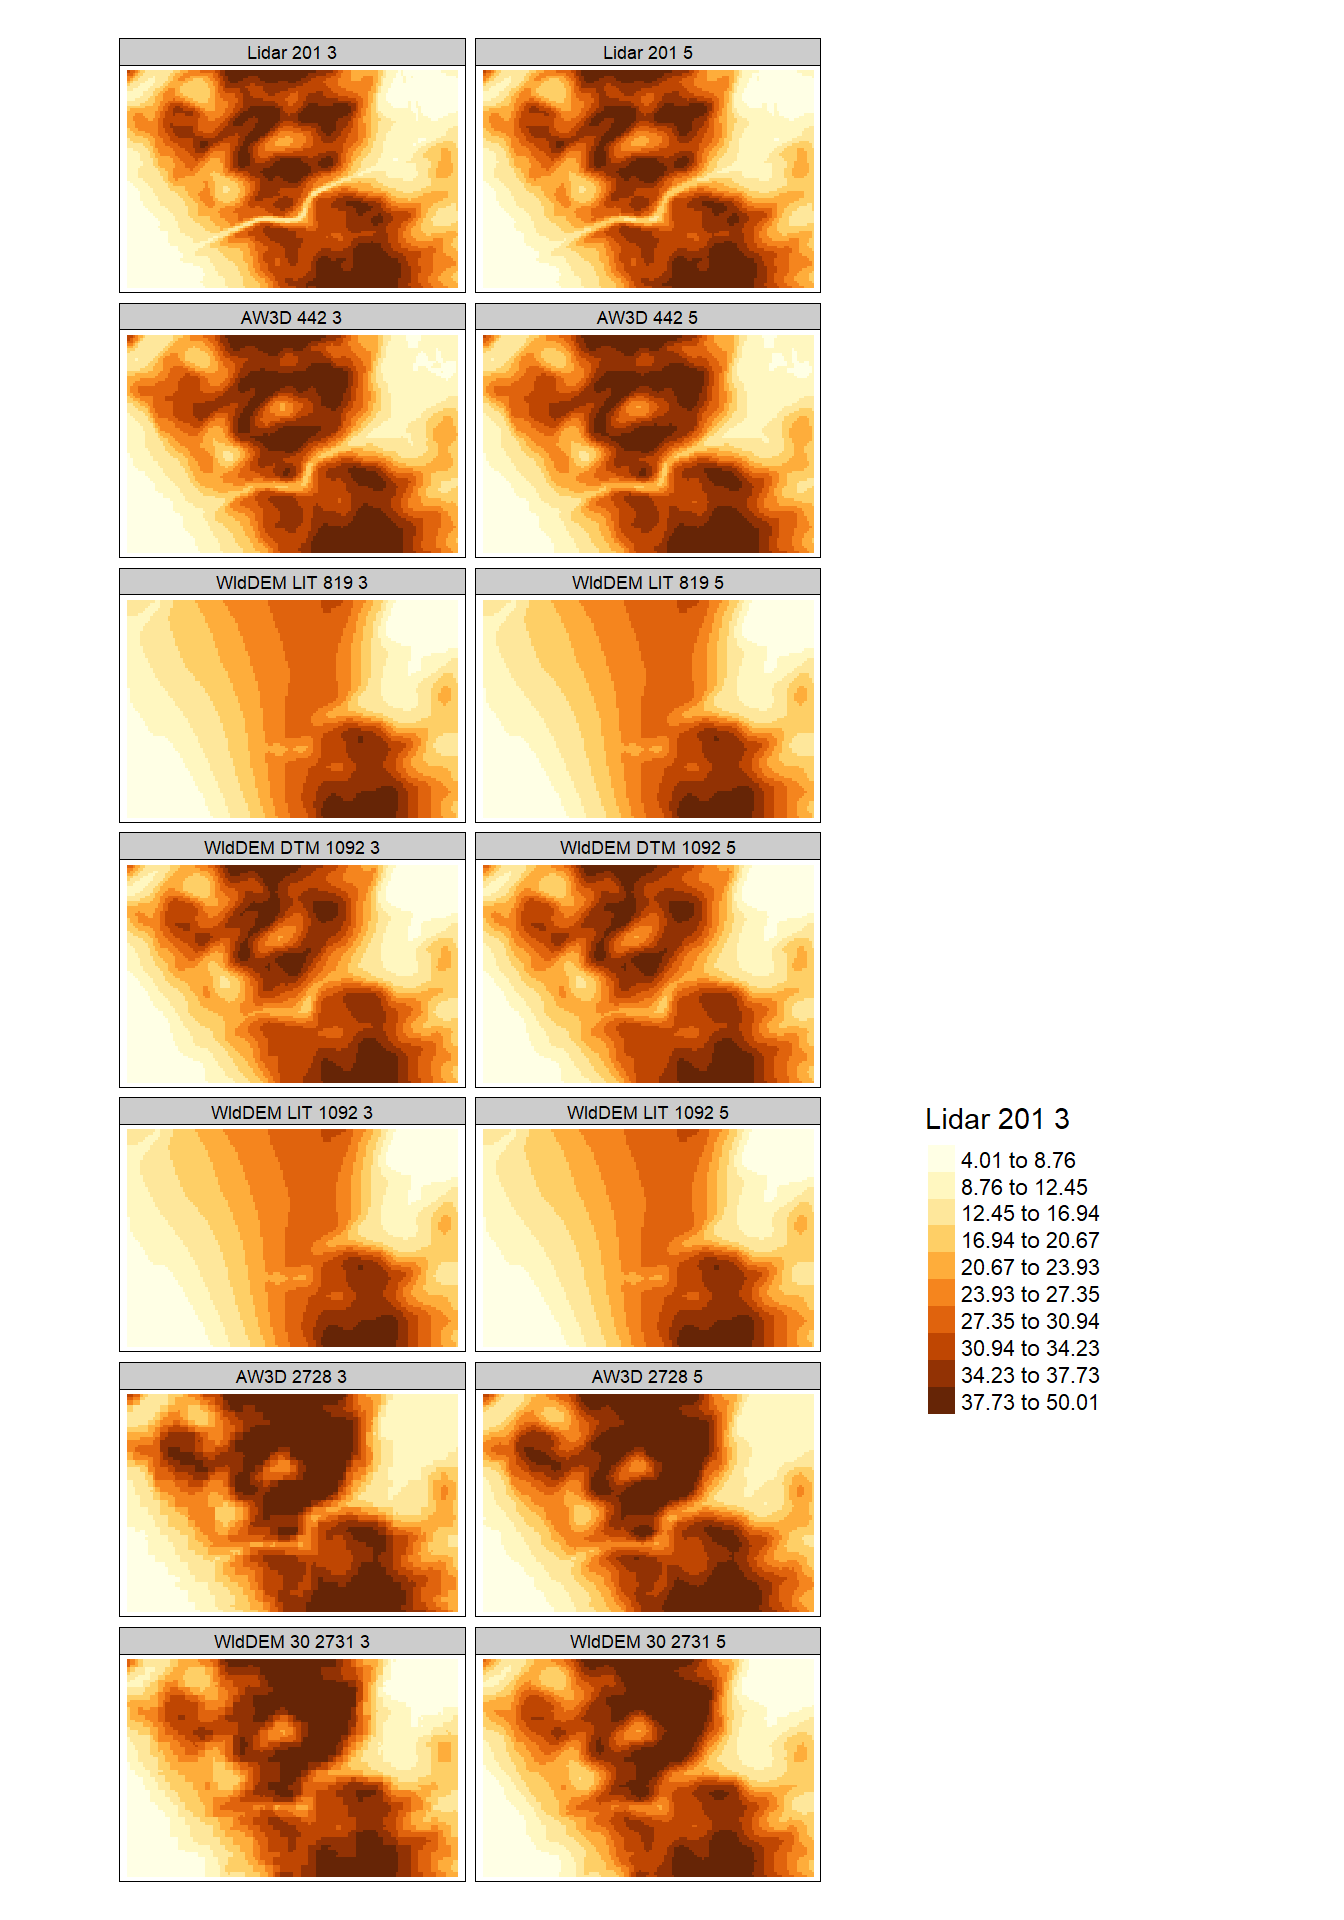 Lidar 201 3
Lidar 201 5
AW3D 442 3
AW3D 442 5
WldDEM LIT 819 3
WldDEM LIT 819 5
WldDEM DTM 1092 3
WldDEM DTM 1092 5
WldDEM LIT 1092 3
WldDEM LIT 1092 5
AW3D 2728 3
AW3D 2728 5
WldDEM 30 2731 3
WldDEM 30 2731 5
Lidar 201 3
4.01 to 8.76
8.76 to 12.45
12.45 to 16.94
16.94 to 20.67
20.67 to 23.93
23.93 to 27.35
27.35 to 30.94
30.94 to 34.23
34.23 to 37.73
37.73 to 50.01